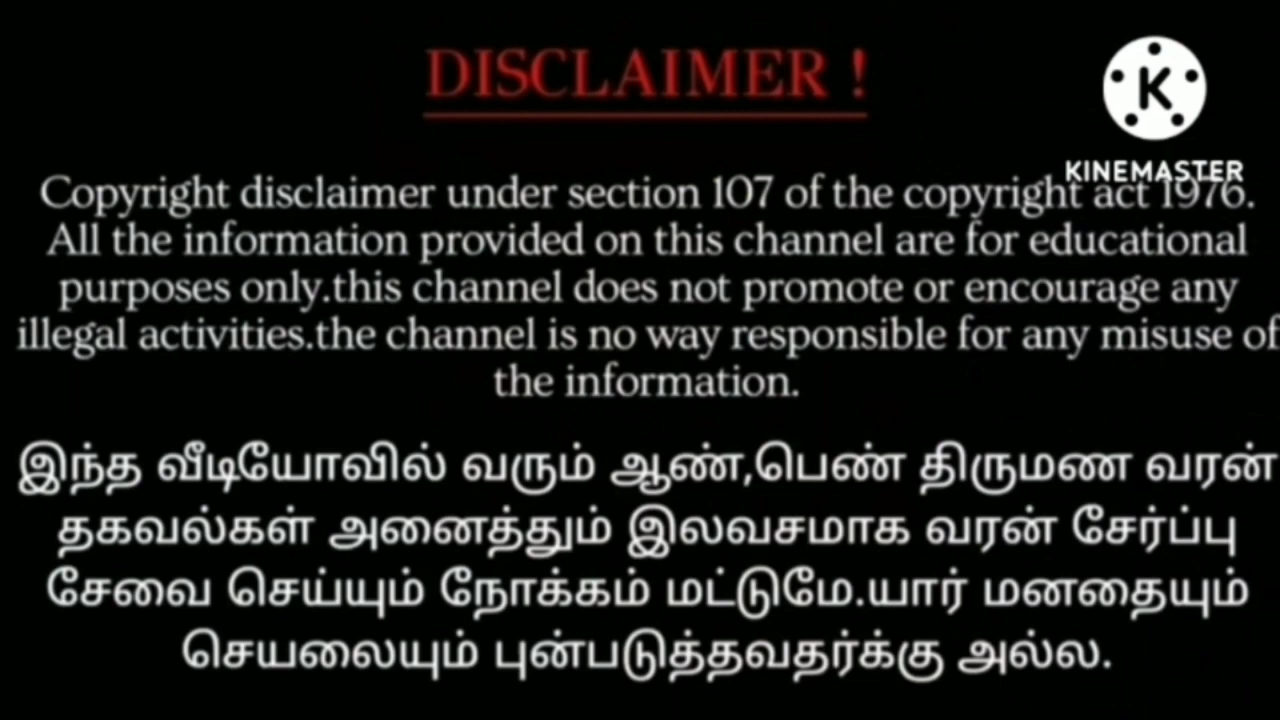 DISCLAIMER !
K
KINEMASTER
Copyright disclaimer under section 107 of the copyright act 1976.
All the information provided on this channel are for educational
purposes only.this channel does not promote or encourage any
illegal activities.the channel is no way responsible for any misuse of
the information.
இந்த வீடியோவில் வரும் ஆண்,பெண் திருமண வரன்
தகவல்கள் அனைத்தும் இலவசமாக வரன் சேர்ப்பு
சேவை செய்யும் நோக்கம் மட்டுமே.யார் மனதையும்
செயலையும் புன்படுத்தவதர்க்கு அல்ல.